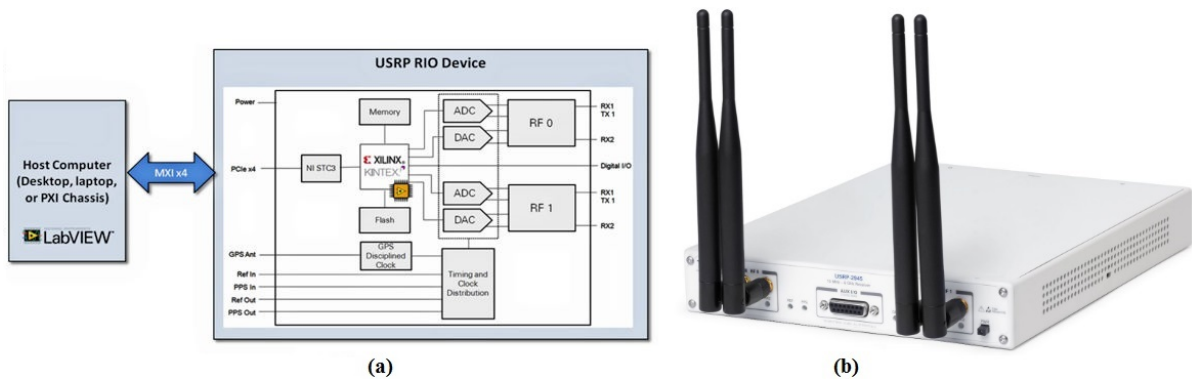 USRP RIO Device
Host Computer
(Desktop, laptop,
or PXI Chassis)
LabVIEW™
MXI x4
Power
PCIe x4
GPS Ant
Ref In
PPS In
Ref Out
PPS Out
Memory
NI STC3
XILINX®
KINTEX
Flash
GPS
Disciplined
Clock
Timing and
Clock
Distribution
ADC
DAC
ADC
DAC
RF 0
RF 1
RX1
TX 1
RX2
Digital I/O
RX1
TX 1
RX2
(a)
USRP 2945
AUX I/O
(b)